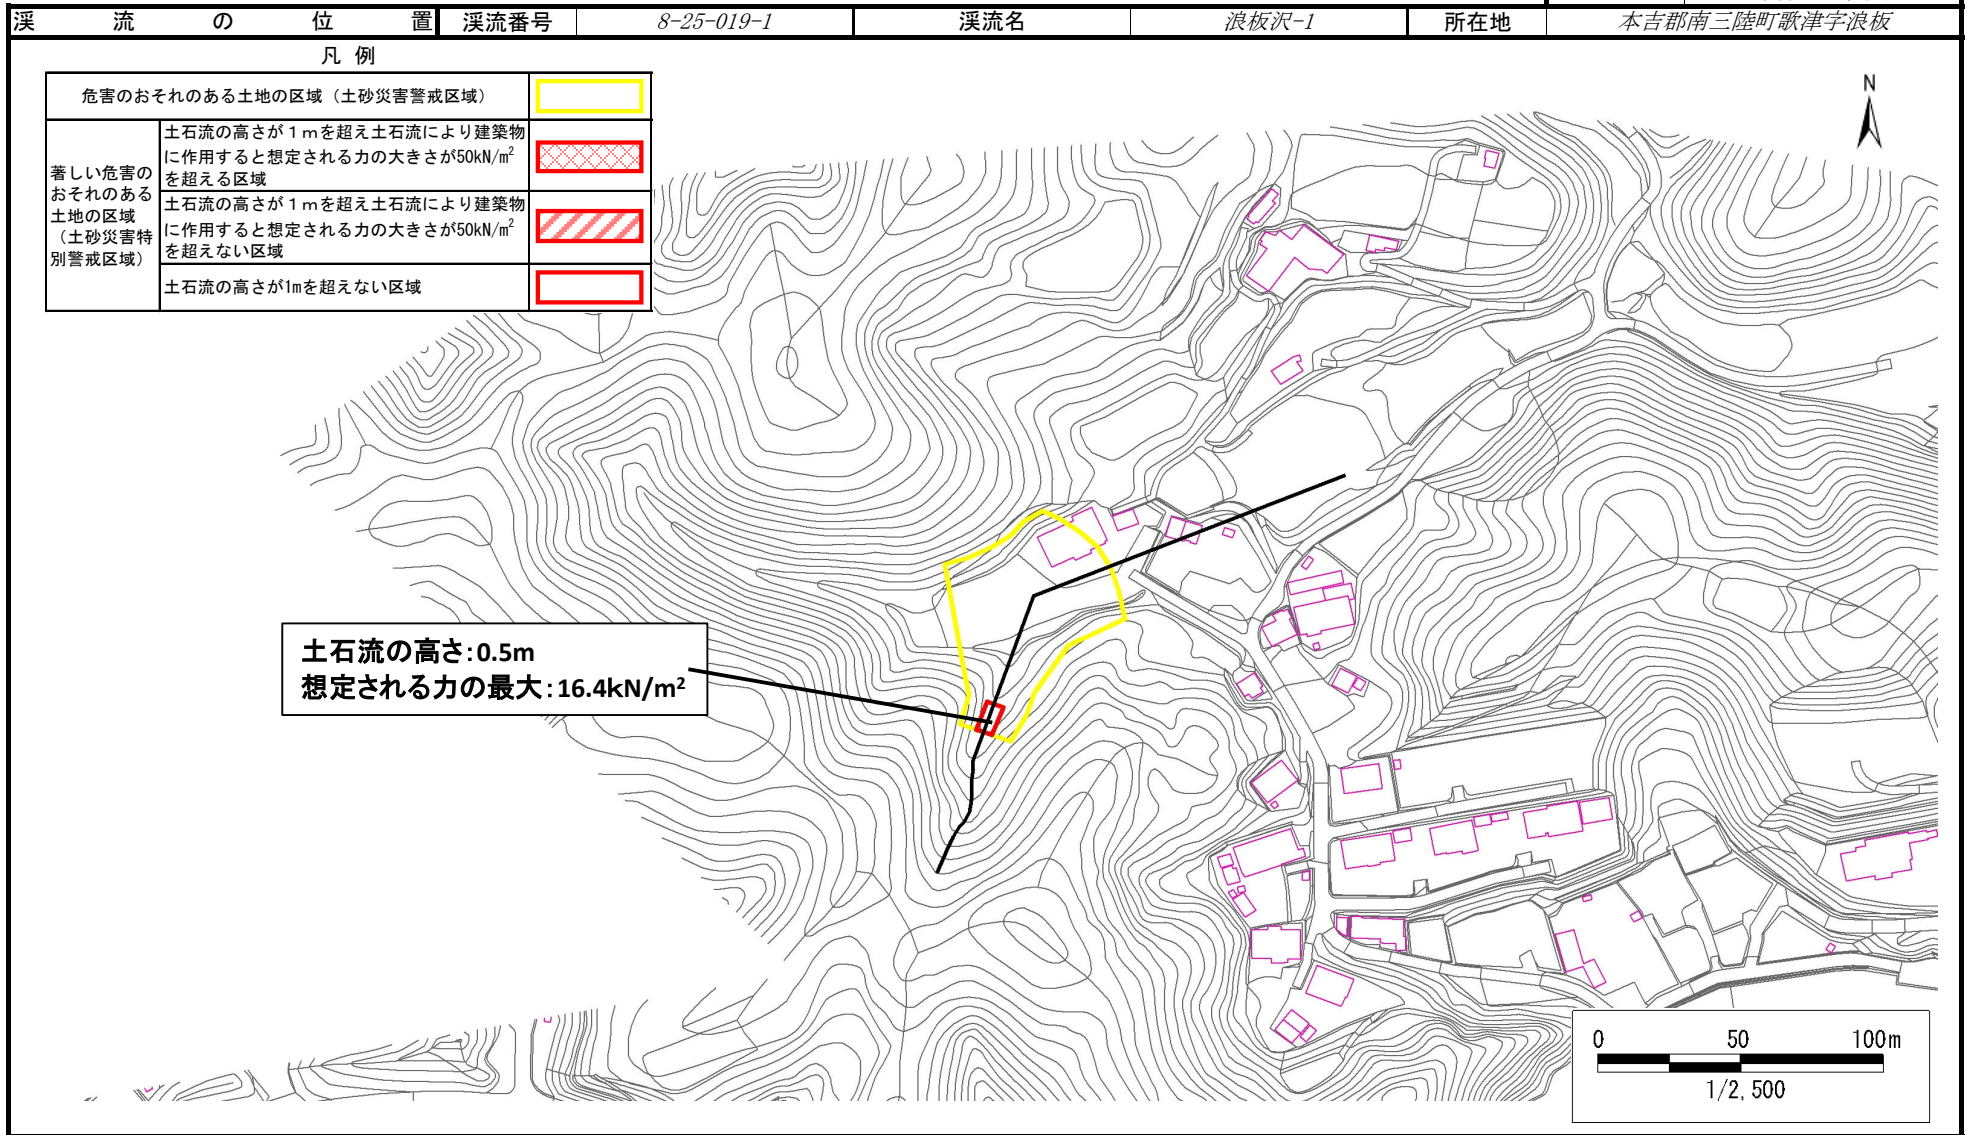 渓流の位置 渓流番号 8-25-019-1 渓流名 浪板沢-1 所在地 本吉郡南三陸町歌津字浪板
凡例
危害のおそれのある土地の区域（土砂災害警戒区域）
著しい危害の
おそれのある
土地の区域
（土砂災害特
別警戒区域）
土石流の高さが１ｍを超え土石流により建築物
に作用すると想定される力の大きさが50kN/㎡
を超える区域
土石流の高さが１ｍを超え土石流により建築物
に作用すると想定される力の大きさが50kN/㎡
を超えない区域
土石流の高さが1mを超えない区域
N
土石流の高さ:0.5m
想定される力の最大:16.4kN/m²
0 50 100m
1/2,500